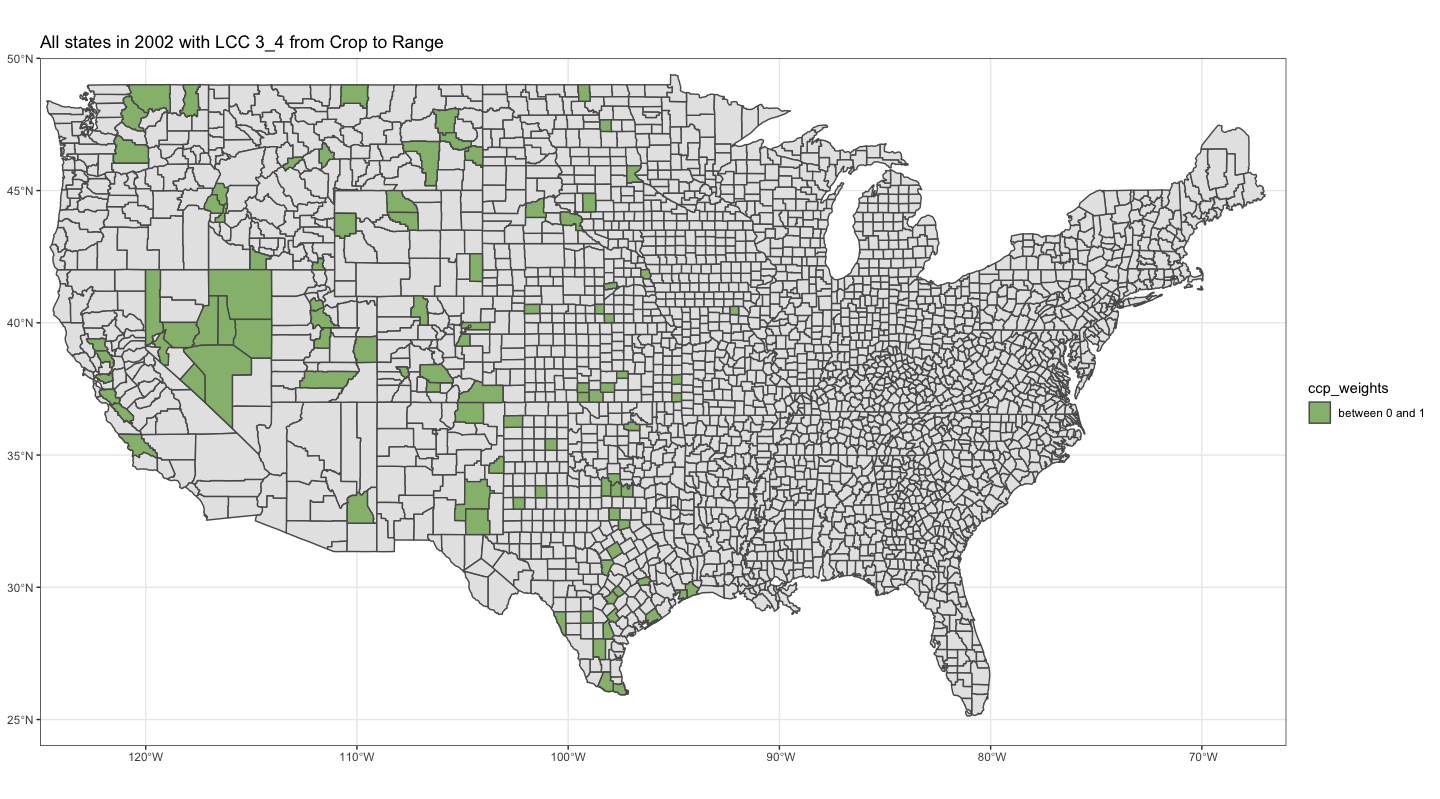 All states in 2002 with LCC 3_4 from Crop to Range
50°N
45°N
40°N
35°N
30°N
25°N
120°W
110°W
100°W
90°W
80°W
70°W
ccp_weights
between 0 and 1